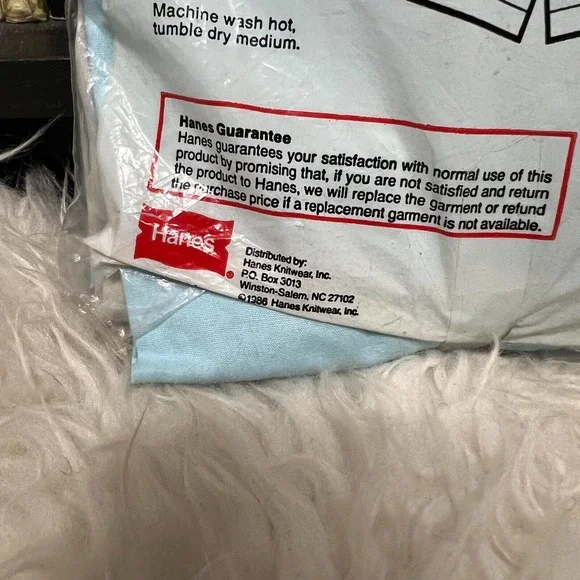 Machine wash hot,
tumble dry medium.
Hanes Guarantee
Hanes guarantees your satisfaction with normal use of this
product by promising that, if you are not satisfied and return
the product to Hanes, we will replace the garment or refund
the purchase price if a replacement garment is not available.
Hanes®
Distributed by:
Hanes Knitwear, Inc.
P.O. Box 3013
Winston-Salem, NC 27102
©1986 Hanes Knitwear, Inc.